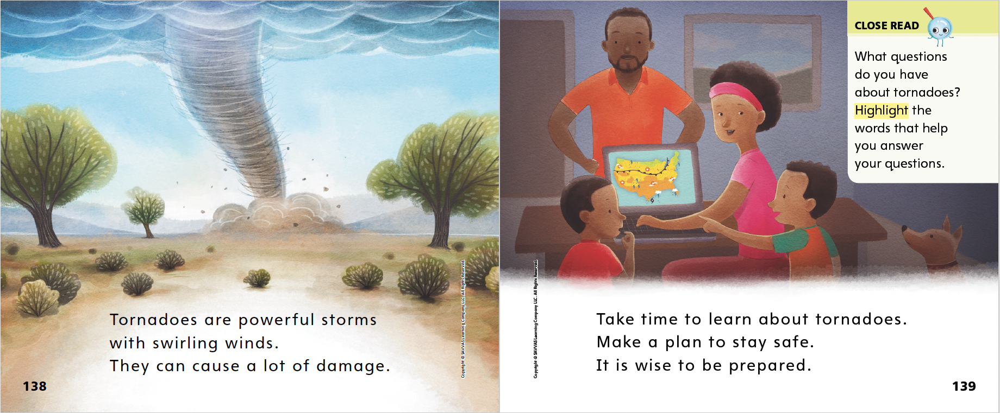 Tornadoes are powerful storms
with swirling winds.
They can cause a lot of damage.
138
Copyright © SAVVAS Learning Company LLC. All Rights Reserved.
CLOSE READ
What questions
do you have
about tornadoes?
Highlight the
words that help
you answer
your questions.
Copyright © SAVVAS Learning Company LLC. All Rights Reserved.
Take time to learn about tornadoes.
Make a plan to stay safe.
It is wise to be prepared.
139